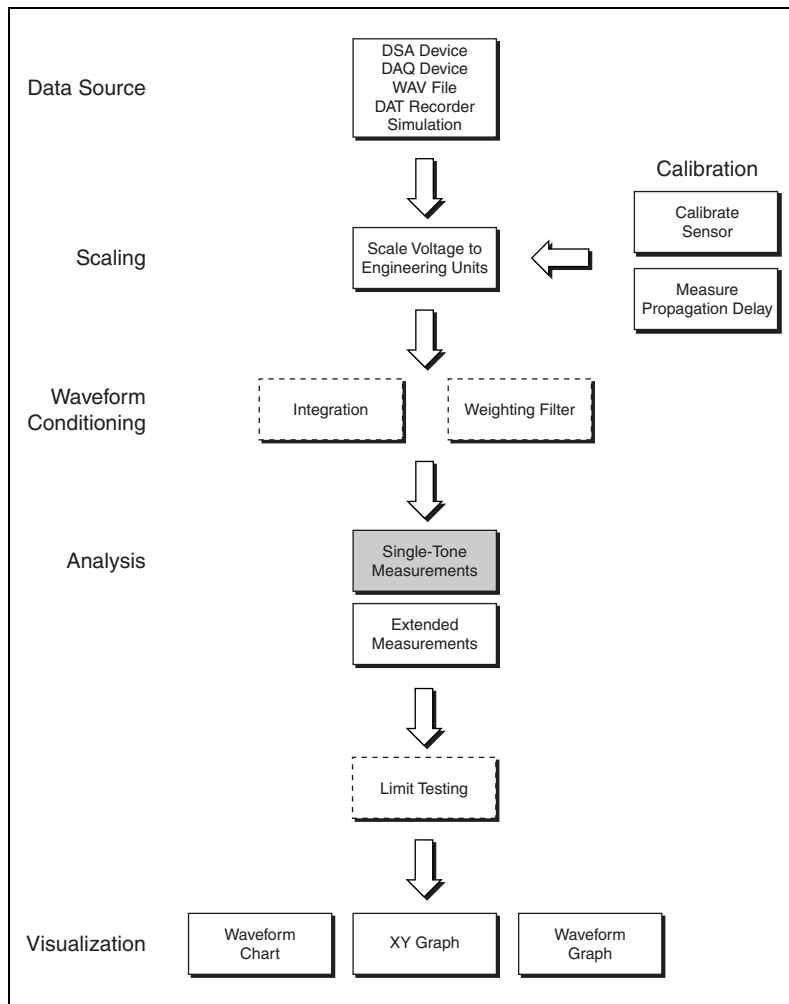 Data Source
DSA Device
DAQ Device
WAV File
DAT Recorder
Simulation
Calibration
Calibrate
Sensor
Scaling
Scale Voltage to
Engineering Units
Measure
Propagation Delay
Waveform
Conditioning
Integration
Weighting Filter
Analysis
Single-Tone
Measurements
Extended
Measurements
Limit Testing
Visualization
Waveform
Chart
XY Graph
Waveform
Graph